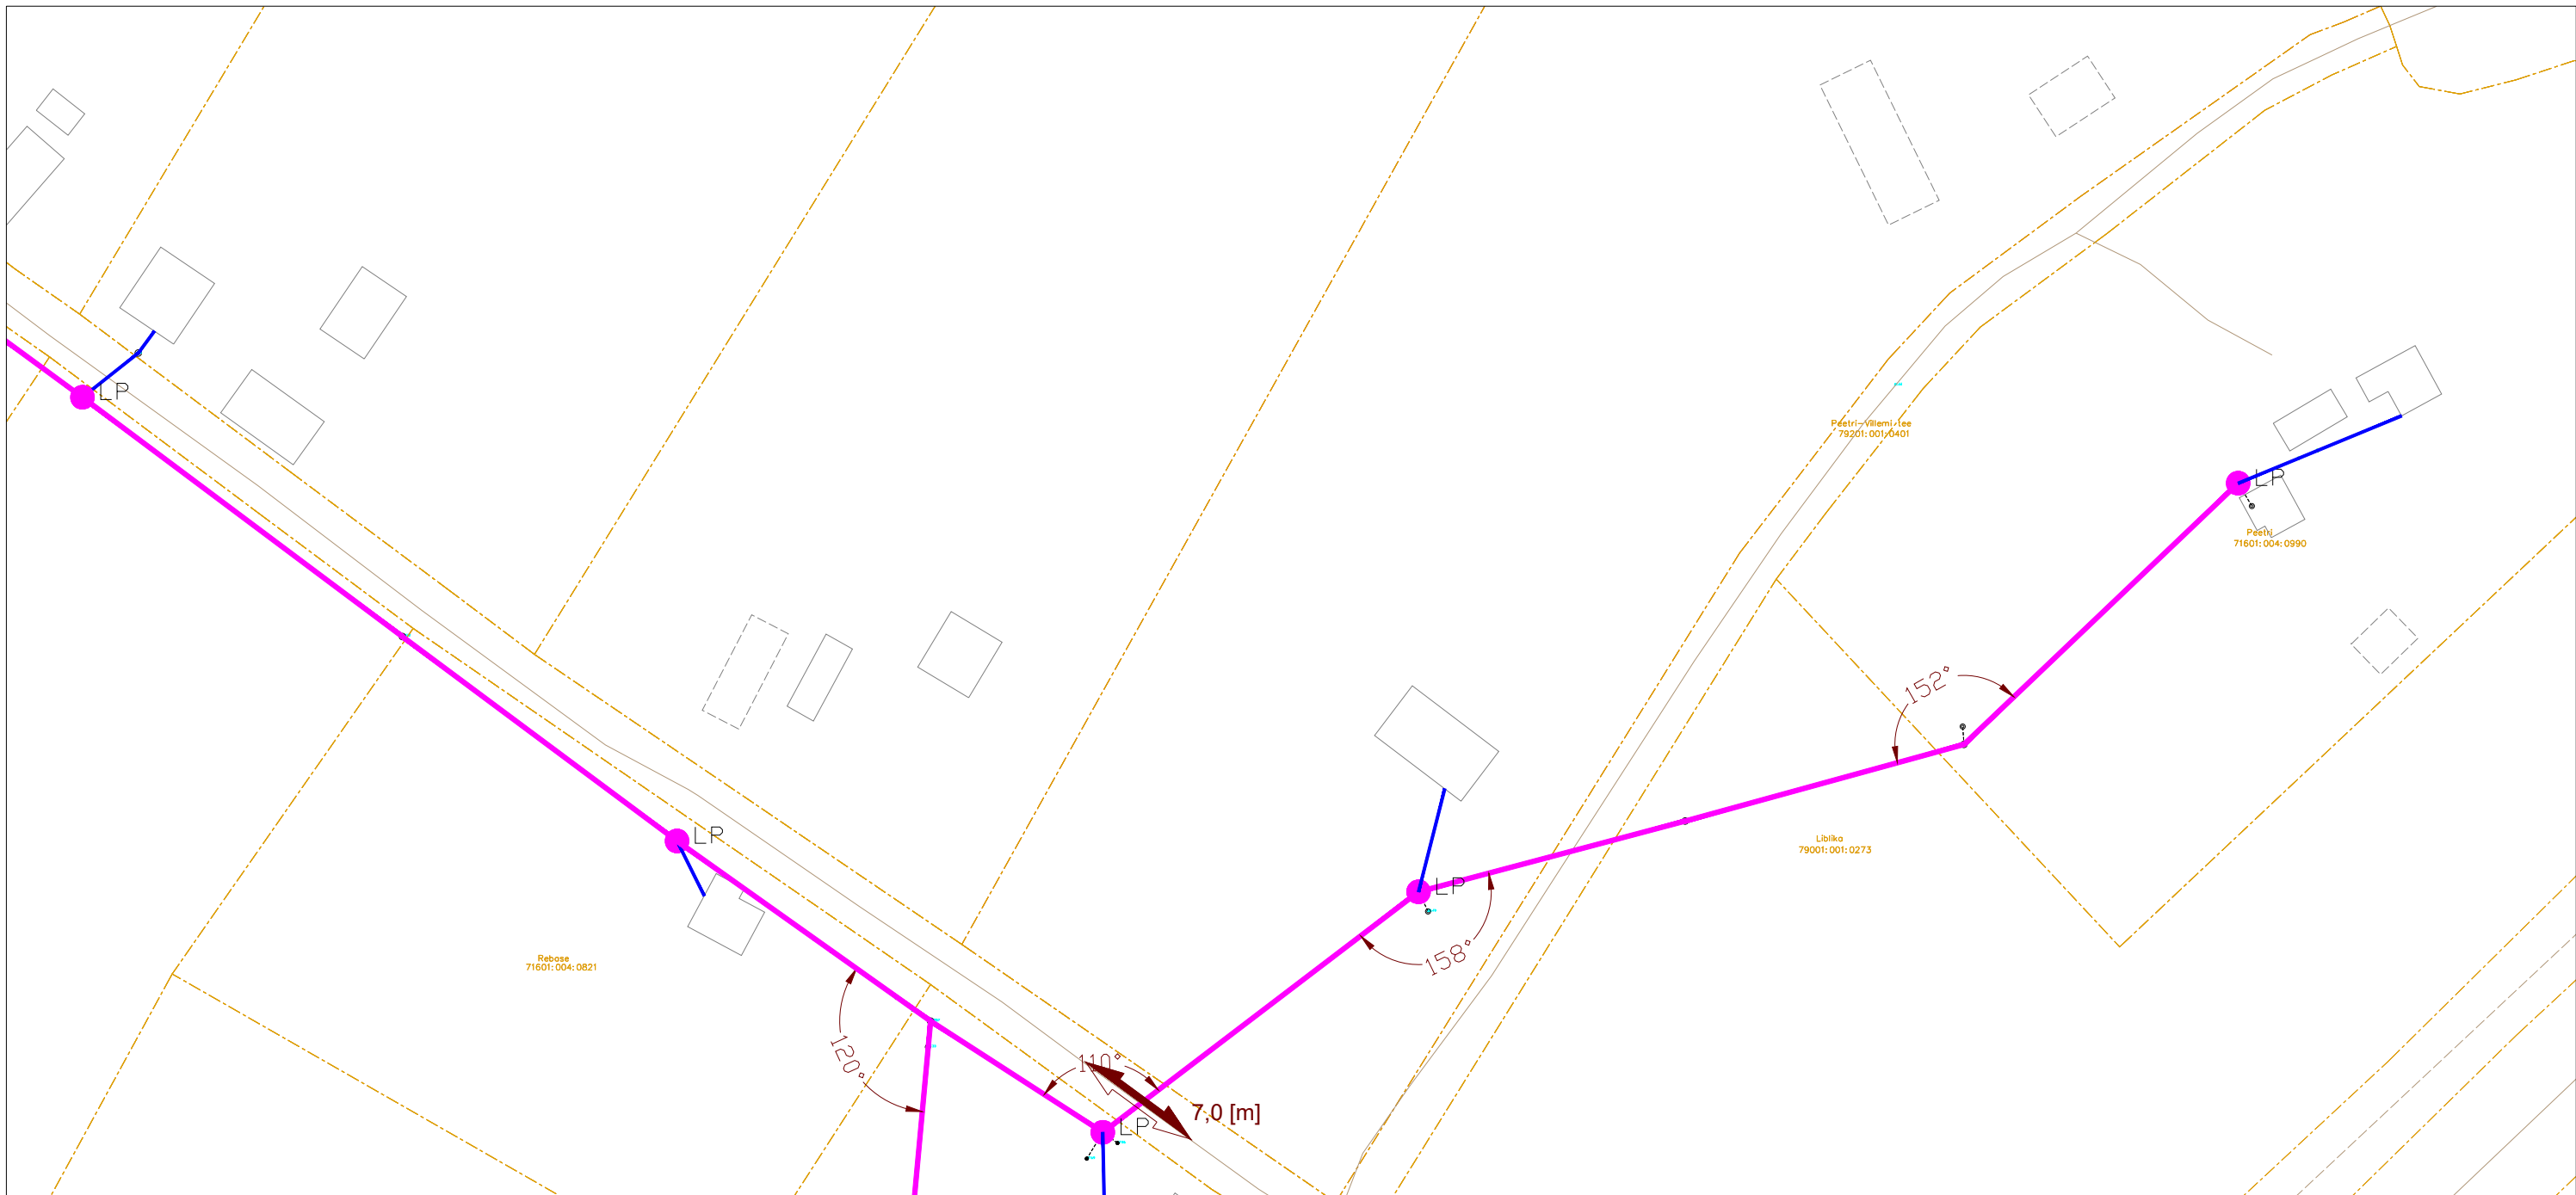 LP
Peetri-Villemi tee
79201:001:0401
LP
Peetri
71601:004:0990
152°
LP
Liblika
79001:001:0273
LP
158°
Rebase
71601:004:0821
120°
110°
7,0 [m]
LP